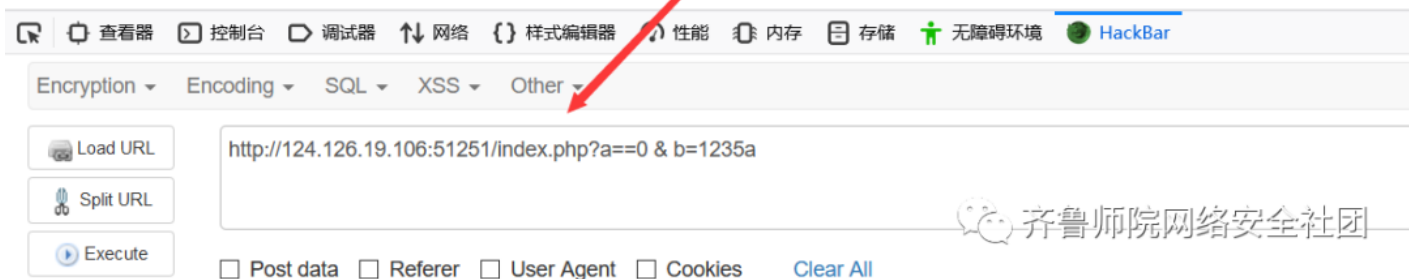 查看器 控制台 调试器 网络 {} 样式编辑器 性能 内存 存储 无障碍环境 HackBar
Encryption Encoding SQL XSS Other
Load URL
http://124.126.19.106:51251/index.php?a==0 & b=1235a
Split URL
齐鲁师院网络安全社团
Execute
Post data Referer User Agent Cookies Clear All